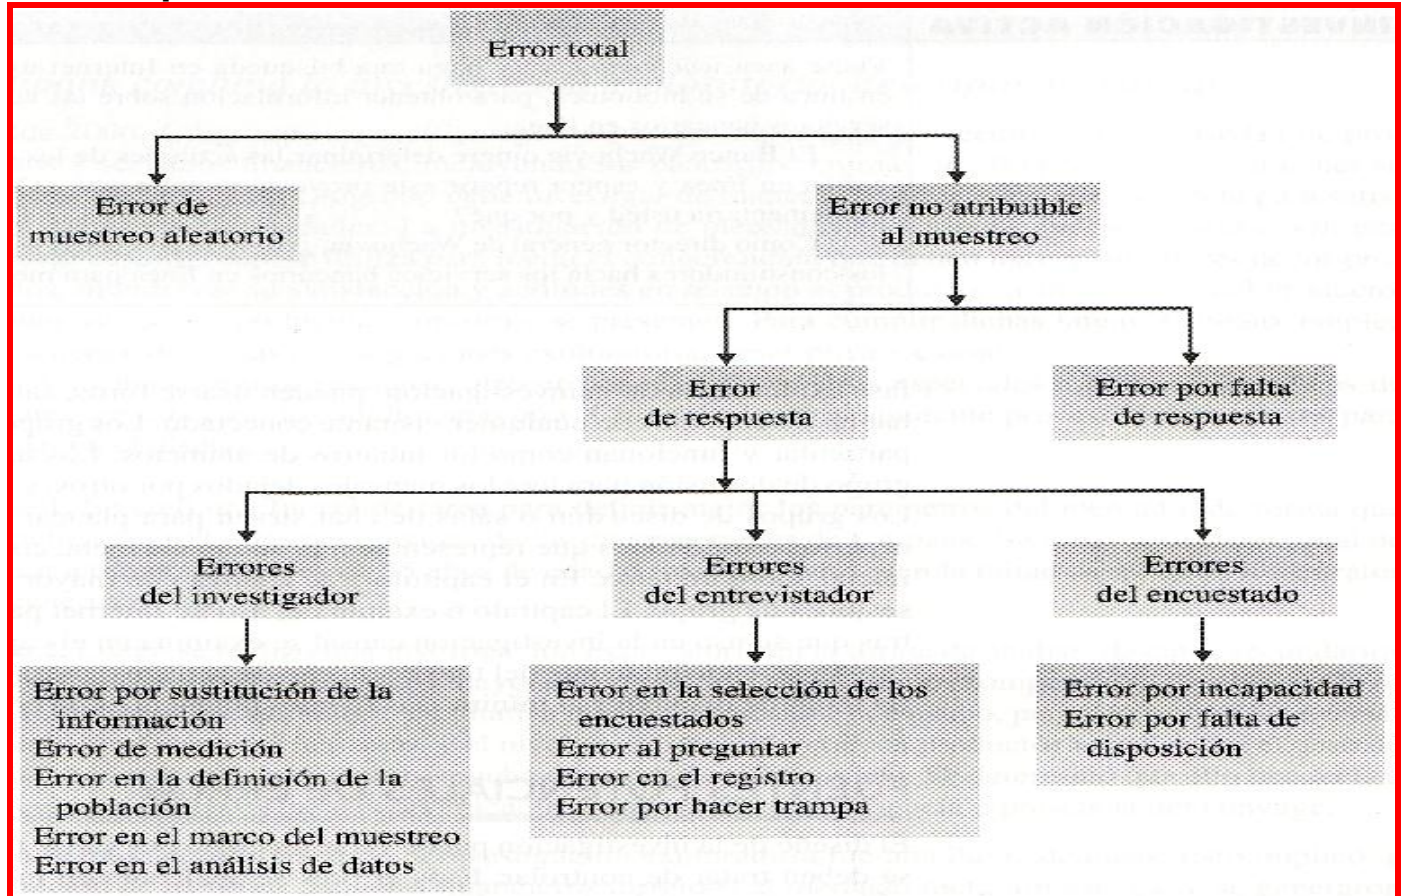 Error total
Error de
muestreo aleatorio
Error no atribuible
al muestreo
Error
de respuesta
Error por falta
de respuesta
Errores
del investigador
Errores
del entrevistador
Errores
del encuestado
Error por sustitución de la
información
Error de medición
Error en la definición de la
población
Error en el marco del muestreo
Error en el análisis de datos
Error en la selección de los
encuestados
Error al preguntar
Error en el registro
Error por hacer trampa
Error por incapacidad
Error por falta de
disposición